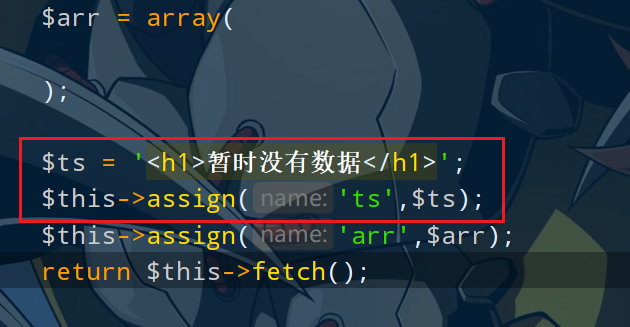 $arr = array(
);
$ts = '<h1>暂时没有数据</h1>';
$this->assign( name: 'ts',$ts);
$this->assign( name: 'arr',$arr);
return $this->fetch();